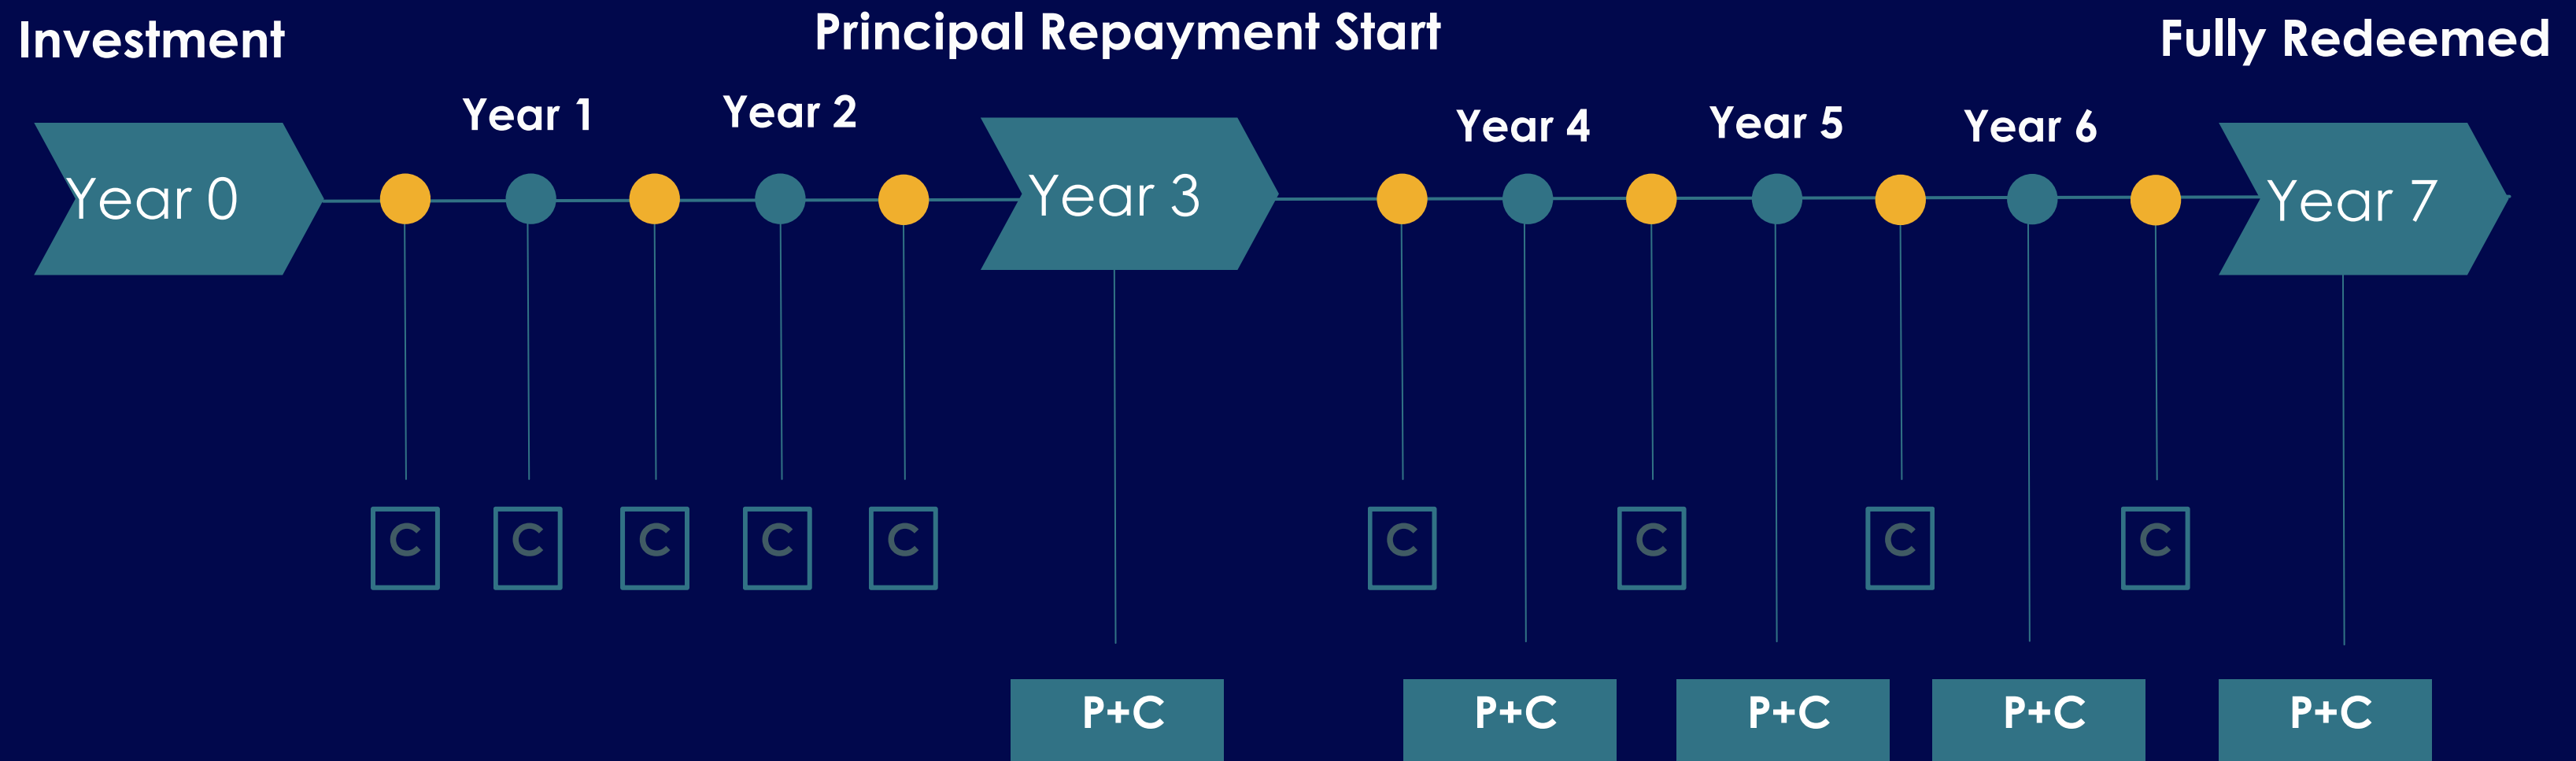 Investment
Principal Repayment Start
Fully Redeemed
Year 1
Year 2
Year 4
Year 5
Year 6
Year 0
Year 3
Year 7
C
C
C
C
C
C
C
C
C
P+C
P+C
P+C
P+C
P+C